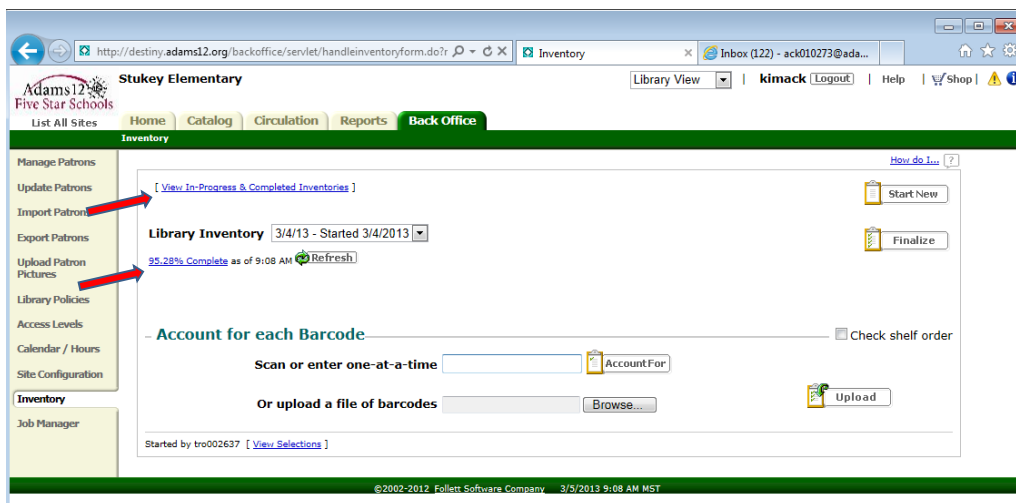 http://destiny.adams12.org/backoffice/servlet/handleinventoryform.do?r
Inventory
Inbox (122) - ack010273@ada...
Adams12
Five Star Schools
Stukey Elementary
Library View | kimack Logout | Help | Shop |
List All Sites
Home Catalog Circulation Reports Back Office
Inventory
Manage Patrons
Update Patrons
Import Patrons
Export Patrons
Upload Patron
Pictures
Library Policies
Access Levels
Calendar / Hours
Site Configuration
Inventory
Job Manager
How do I... ?
[ View In-Progress & Completed Inventories ]
Start New
Library Inventory 3/4/13 - Started 3/4/2013
Finalize
95.28% Complete as of 9:08 AM Refresh
Account for each Barcode
Check shelf order
Scan or enter one-at-a-time Account For
Or upload a file of barcodes Browse...
Upload
Started by tro002637 [ View Selections ]
©2002-2012 Follett Software Company 3/5/2013 9:08 AM MST